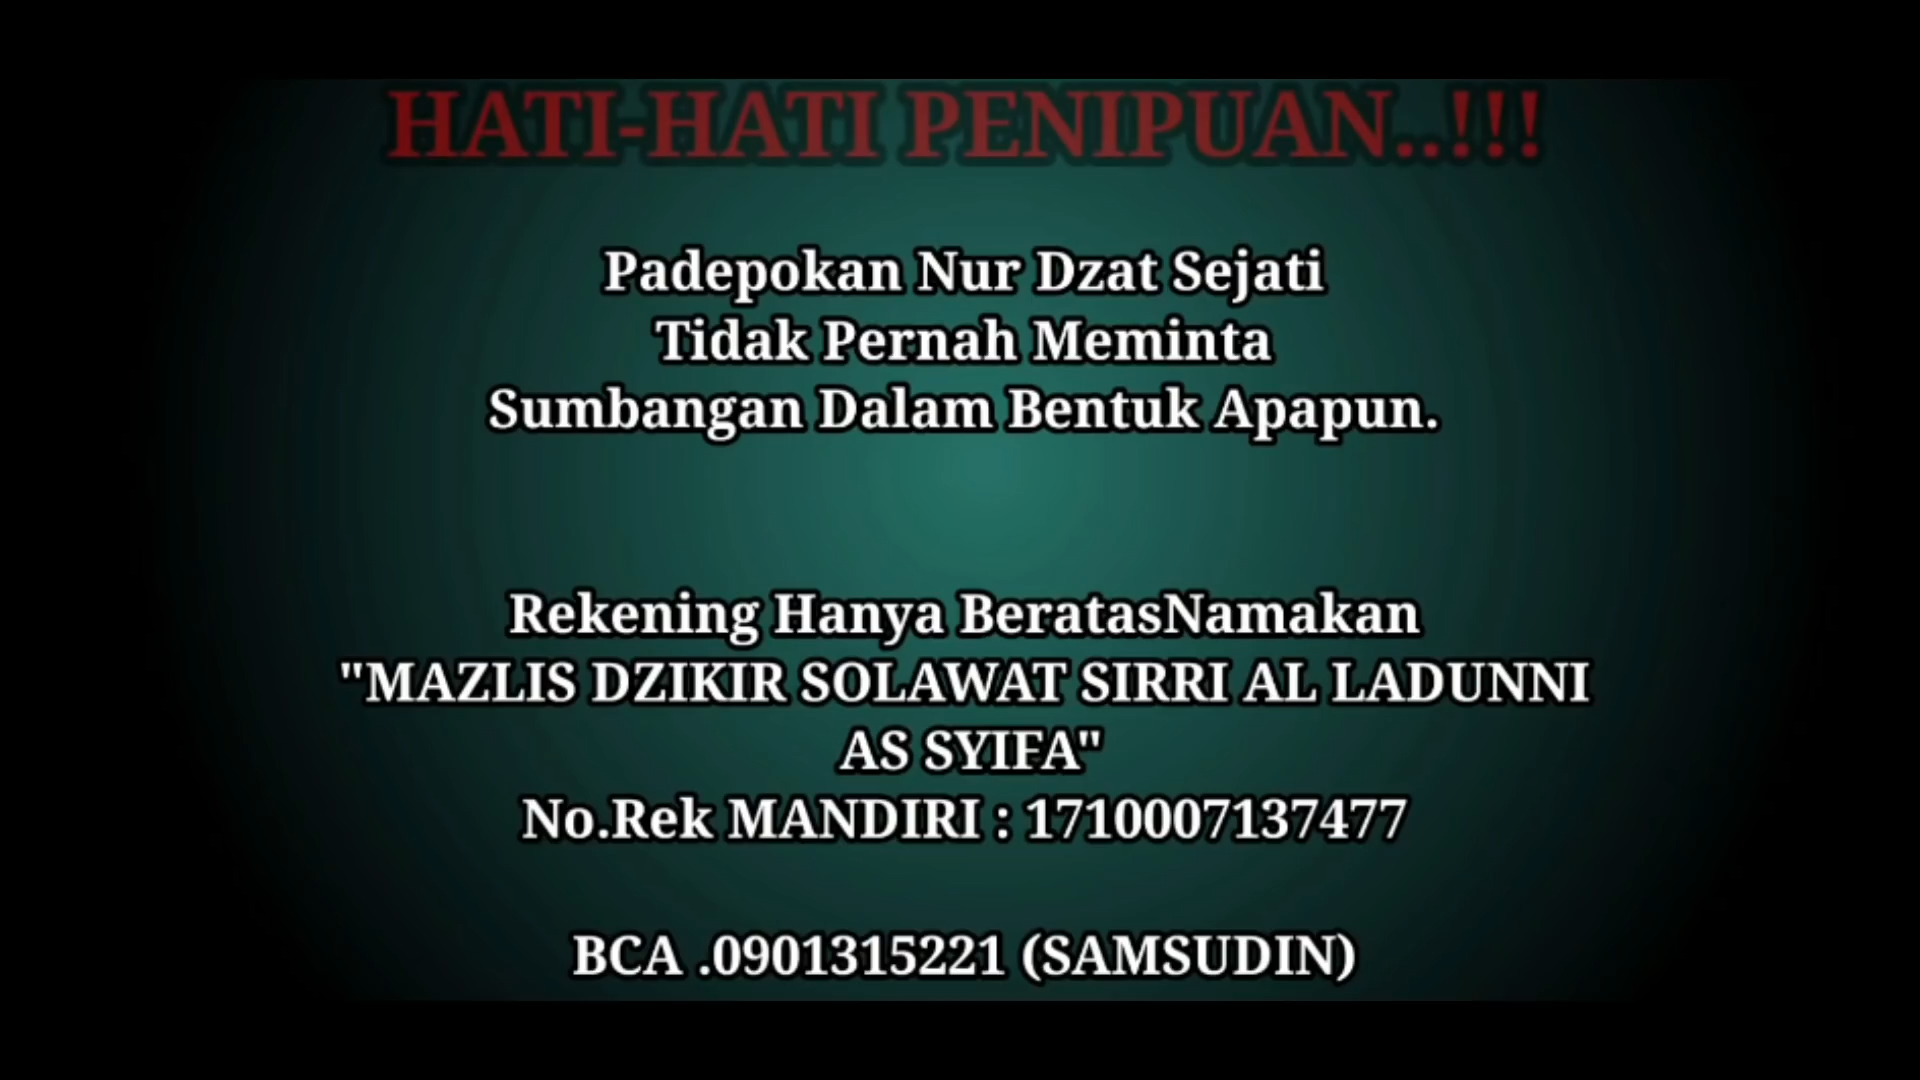 HATI-HATI PENIPUAN..!!!
Padepokan Nur Dzat Sejati
Tidak Pernah Meminta
Sumbangan Dalam Bentuk Apapun.
Rekening Hanya BeratasNamakan
"MAZLIS DZIKIR SOLAWAT SIRRI AL LADUNNI
AS SYIFA"
No.Rek MANDIRI : 1710007137477
BCA .0901315221 (SAMSUDIN)